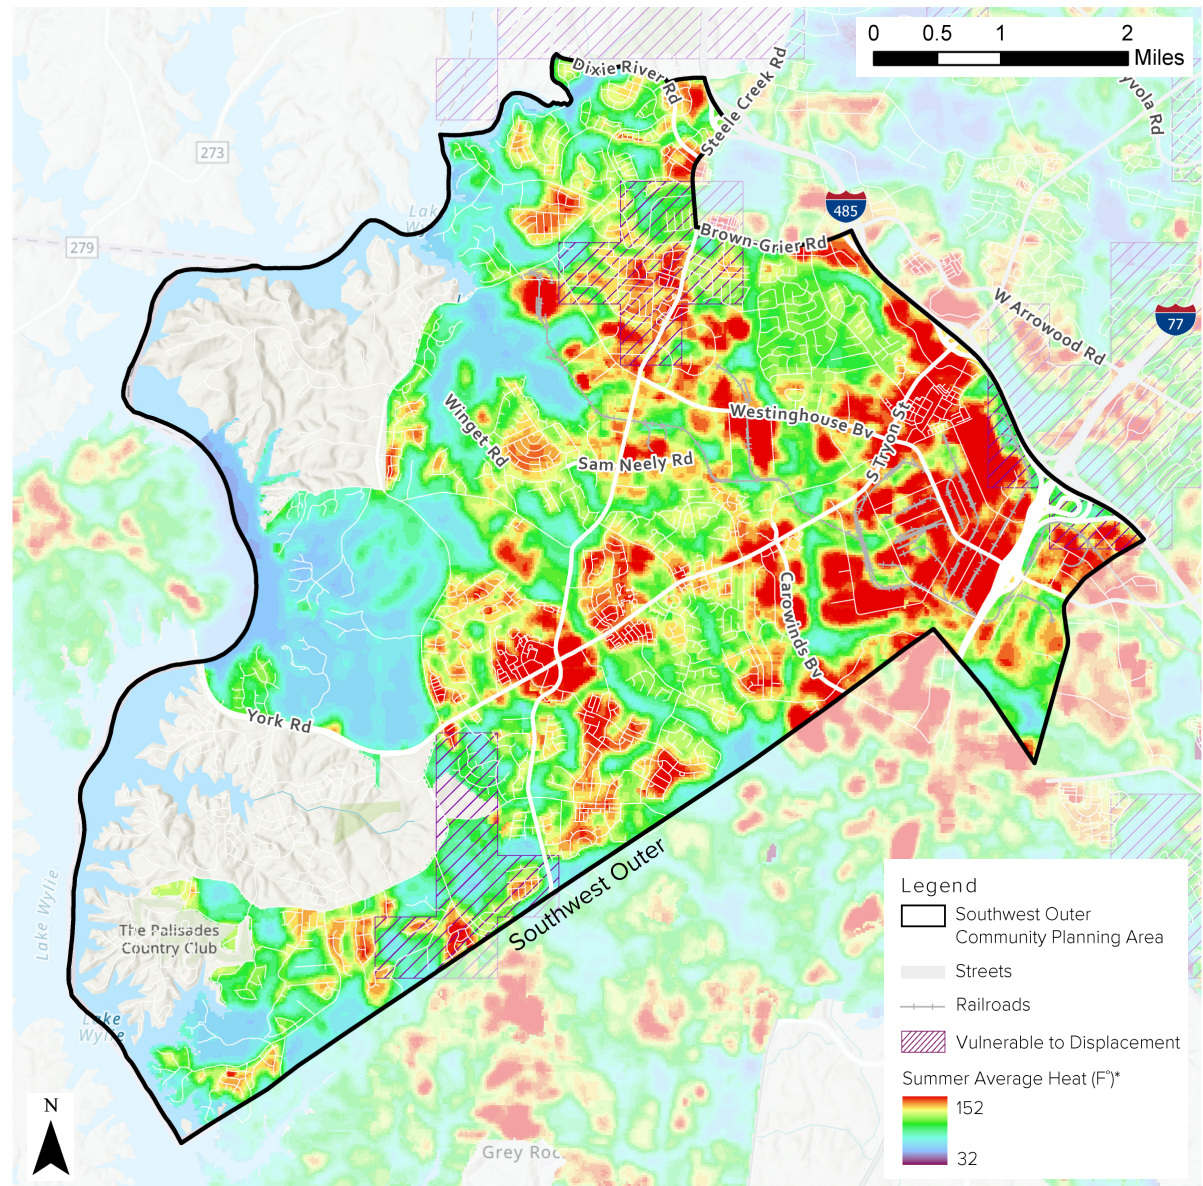 0 0.5 1 2
Miles
Dixie River Rd
Steele Creek Rd
yvola Rd
273
485
279
Brown-Grier Rd
W Arrowood Rd
77
Winget Rd
Westinghouse Bv
S Tryon St
Sam Neely Rd
Carowinds Bv
York Rd
Southwest Outer
Lake Wylie
The Palisades
Country Club
Lake
Wylie
Grey Roc
N
Legend
Southwest Outer
Community Planning Area
Streets
Railroads
Vulnerable to Displacement
Summer Average Heat (F°)*
152
32